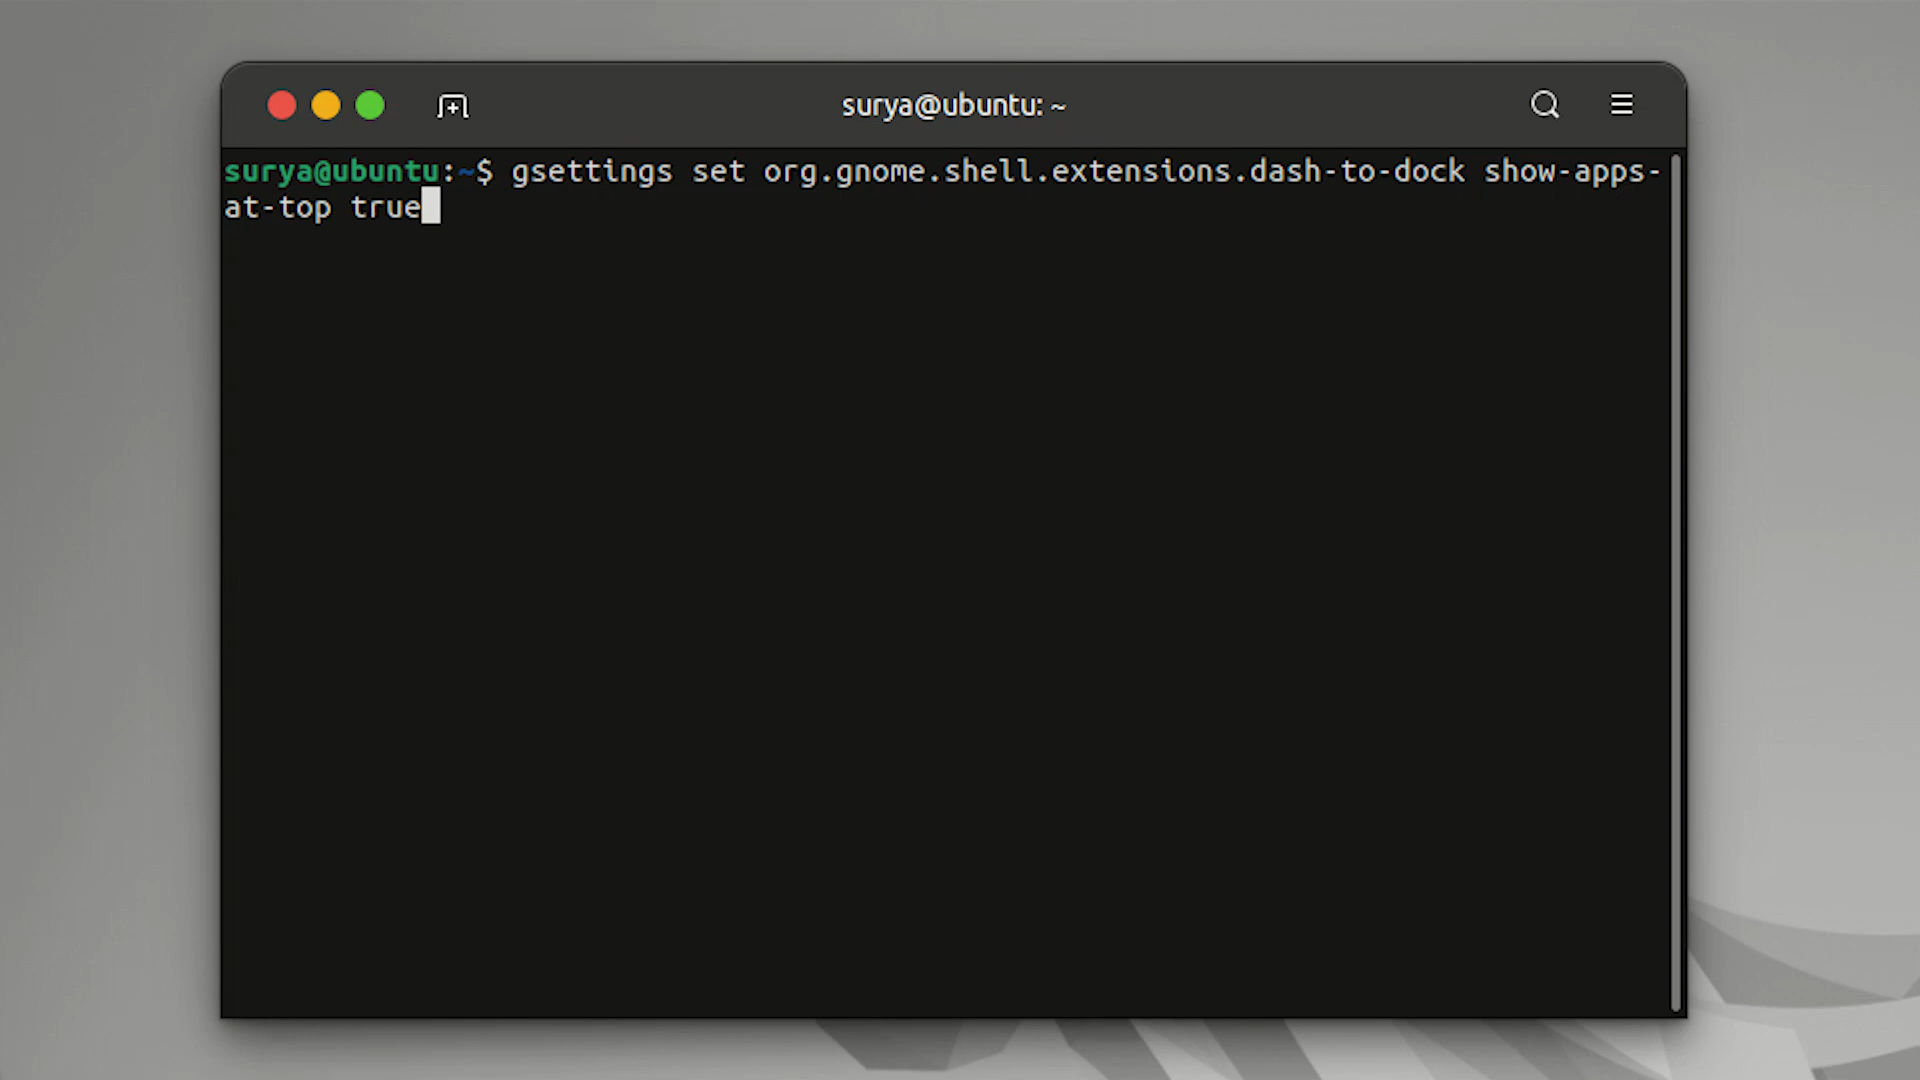 surya@ubuntu: ~
surya@ubuntu:~$ gsettings set org.gnome.shell.extensions.dash-to-dock show-apps-
at-top true